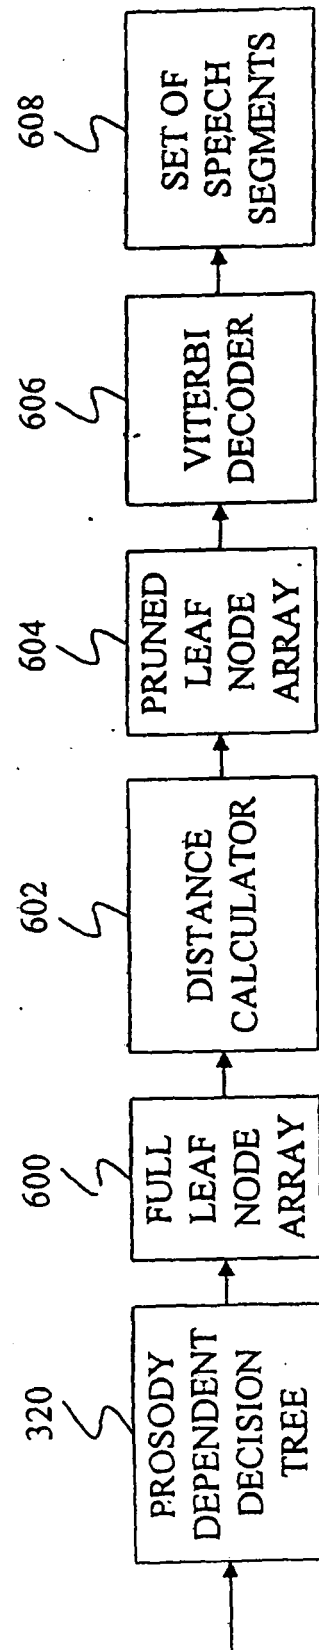 320
PROSODY
DEPENDENT
DECISION
TREE
600
FULL
LEAF
NODE
ARRAY
602
DISTANCE
CALCULATOR
604
PRUNED
LEAF
NODE
ARRAY
606
VITERBI
DECODER
608
SET OF
SPEECH
SEGMENTS